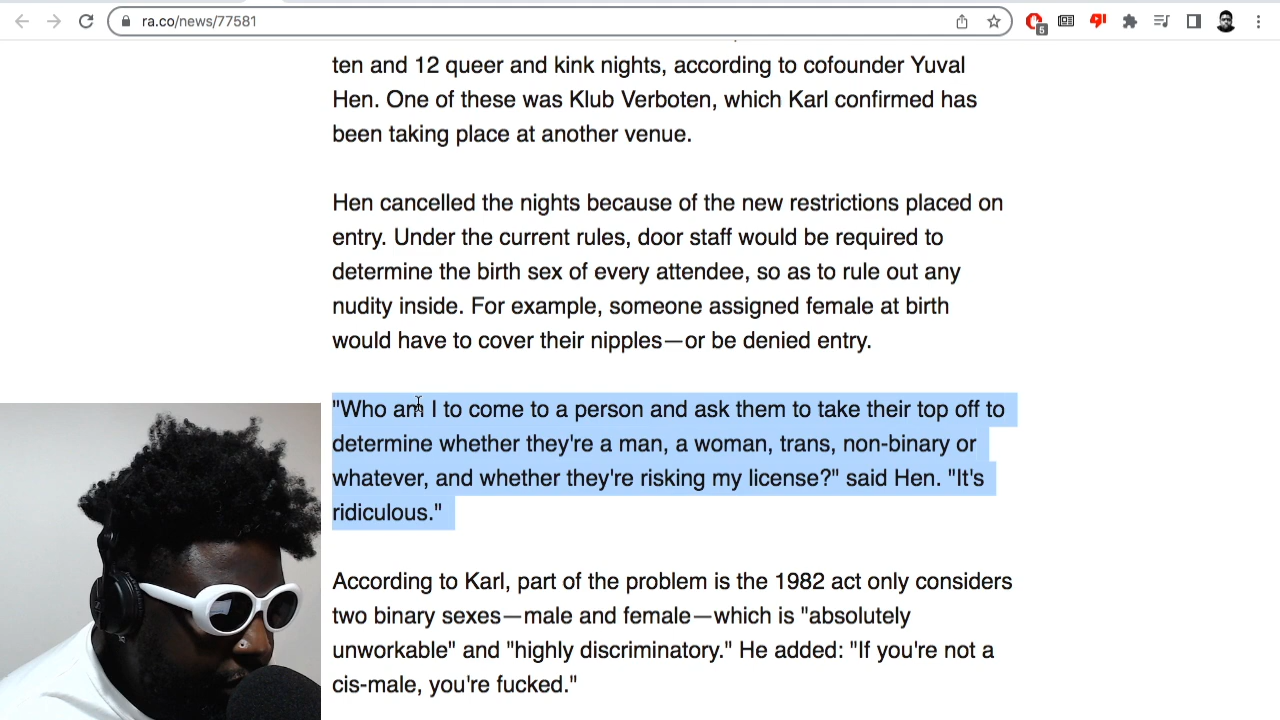 ra.co/news/77581
5
ten and 12 queer and kink nights, according to cofounder Yuval
Hen. One of these was Klub Verboten, which Karl confirmed has
been taking place at another venue.
Hen cancelled the nights because of the new restrictions placed on
entry. Under the current rules, door staff would be required to
determine the birth sex of every attendee, so as to rule out any
nudity inside. For example, someone assigned female at birth
would have to cover their nipples—or be denied entry.
"Who am I to come to a person and ask them to take their top off to
determine whether they're a man, a woman, trans, non-binary or
whatever, and whether they're risking my license?" said Hen. "It's
ridiculous."
According to Karl, part of the problem is the 1982 act only considers
two binary sexes—male and female—which is "absolutely
unworkable" and "highly discriminatory." He added: "If you're not a
cis-male, you're fucked."